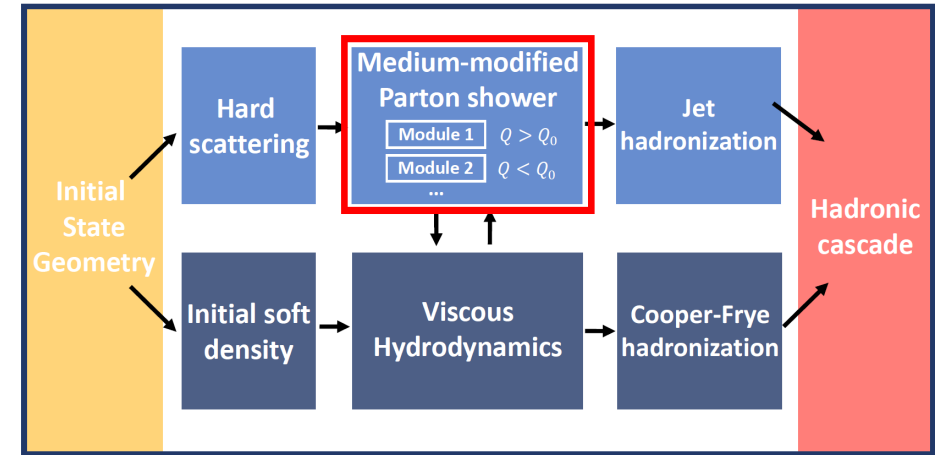 Initial
State
Geometry
Hard
scattering
Medium-modified
Parton shower
Module 1 Q > Q₀
Module 2 Q < Q₀
...
Jet
hadronization
Initial soft
density
Viscous
Hydrodynamics
Cooper-Frye
hadronization
Hadronic
cascade